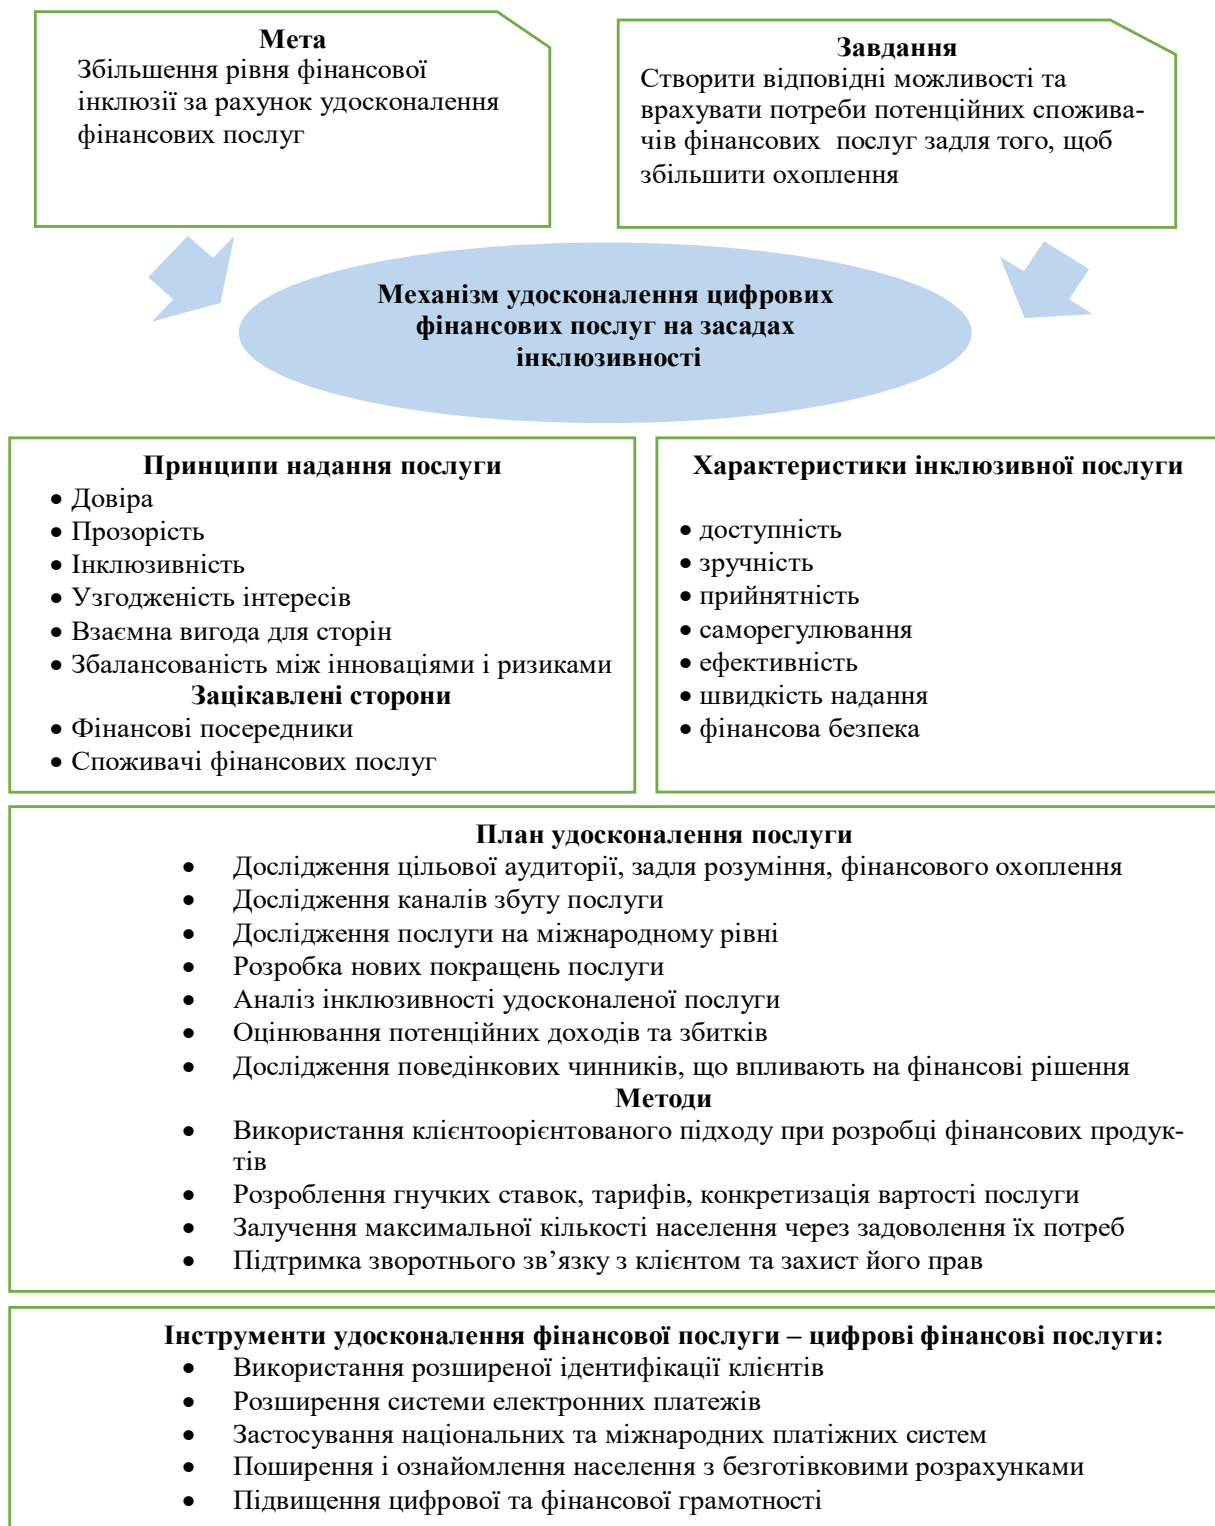 Мета
Збільшення рівня фінансової
інклюзії за рахунок удосконалення
фінансових послуг
Завдання
Створити відповідні можливості та
врахувати потреби потенційних спожива-
чів фінансових послуг задля того, щоб
збільшити охоплення
Механізм удосконалення цифрових
фінансових послуг на засадах
інклюзивності
Принципи надання послуги
• Довіра
• Прозорість
• Інклюзивність
• Узгодженість інтересів
• Взаємна вигода для сторін
• Збалансованість між інноваціями і ризиками
Зацікавлені сторони
• Фінансові посередники
• Споживачі фінансових послуг
Характеристики інклюзивної послуги
• доступність
• зручність
• прийнятність
• саморегулювання
• ефективність
• швидкість надання
• фінансова безпека
План удосконалення послуги
• Дослідження цільової аудиторії, задля розуміння, фінансового охоплення
• Дослідження каналів збуту послуги
• Дослідження послуги на міжнародному рівні
• Розробка нових покращень послуги
• Аналіз інклюзивності удосконаленої послуги
• Оцінювання потенційних доходів та збитків
• Дослідження поведінкових чинників, що впливають на фінансові рішення
Методи
• Використання клієнтоорієнтованого підходу при розробці фінансових продук-
тів
• Розроблення гнучких ставок, тарифів, конкретизація вартості послуги
• Залучення максимальної кількості населення через задоволення їх потреб
• Підтримка зворотнього зв’язку з клієнтом та захист його прав
Інструменти удосконалення фінансової послуги – цифрові фінансові послуги:
• Використання розширеної ідентифікації клієнтів
• Розширення системи електронних платежів
• Застосування національних та міжнародних платіжних систем
• Поширення і ознайомлення населення з безготівковими розрахунками
• Підвищення цифрової та фінансової грамотності